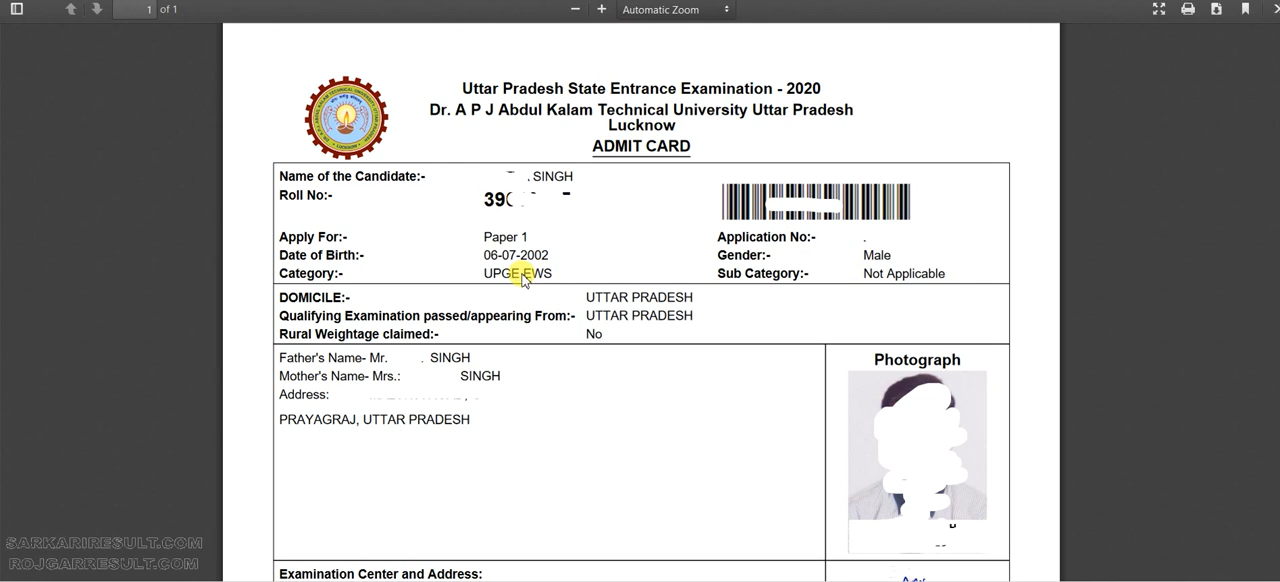 1 of 1
Automatic Zoom
Uttar Pradesh State Entrance Examination - 2020
Dr. A P J Abdul Kalam Technical University Uttar Pradesh
Lucknow
ADMIT CARD
Name of the Candidate:- SINGH
Roll No:- 390
Apply For:- Paper 1
Application No:-
Date of Birth:- 06-07-2002
Gender:- Male
Category:- UPGE EWS
Sub Category:- Not Applicable
DOMICILE:- UTTAR PRADESH
Qualifying Examination passed/appearing From:- UTTAR PRADESH
Rural Weightage claimed:- No
Father's Name- Mr. SINGH
Mother's Name- Mrs.: SINGH
Address:
PRAYAGRAJ, UTTAR PRADESH
Photograph
Examination Center and Address:
SARKARIRESULT.COM
ROJGARRESULT.COM